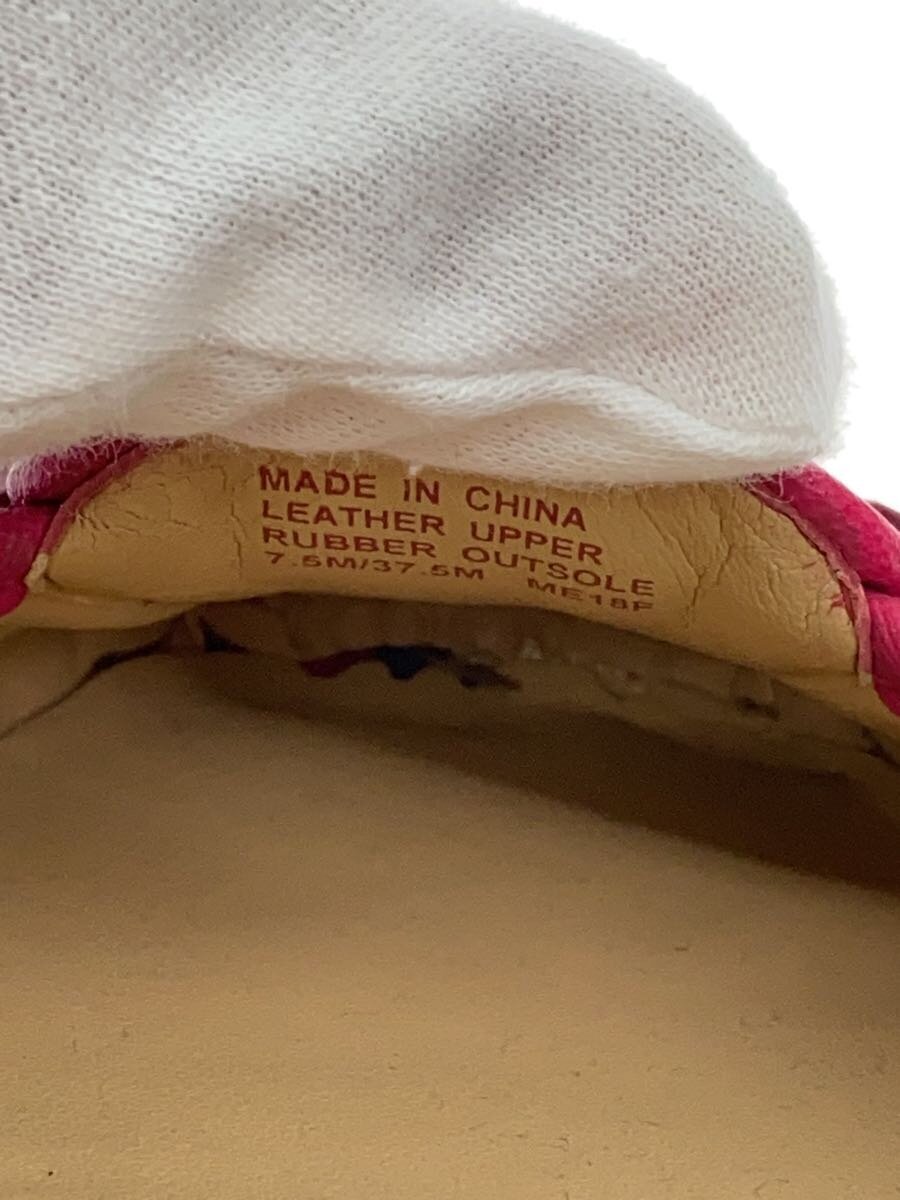 MADE IN CHINA
LEATHER UPPER
RUBBER OUTSOLE
7.5M/37.5M ME18F